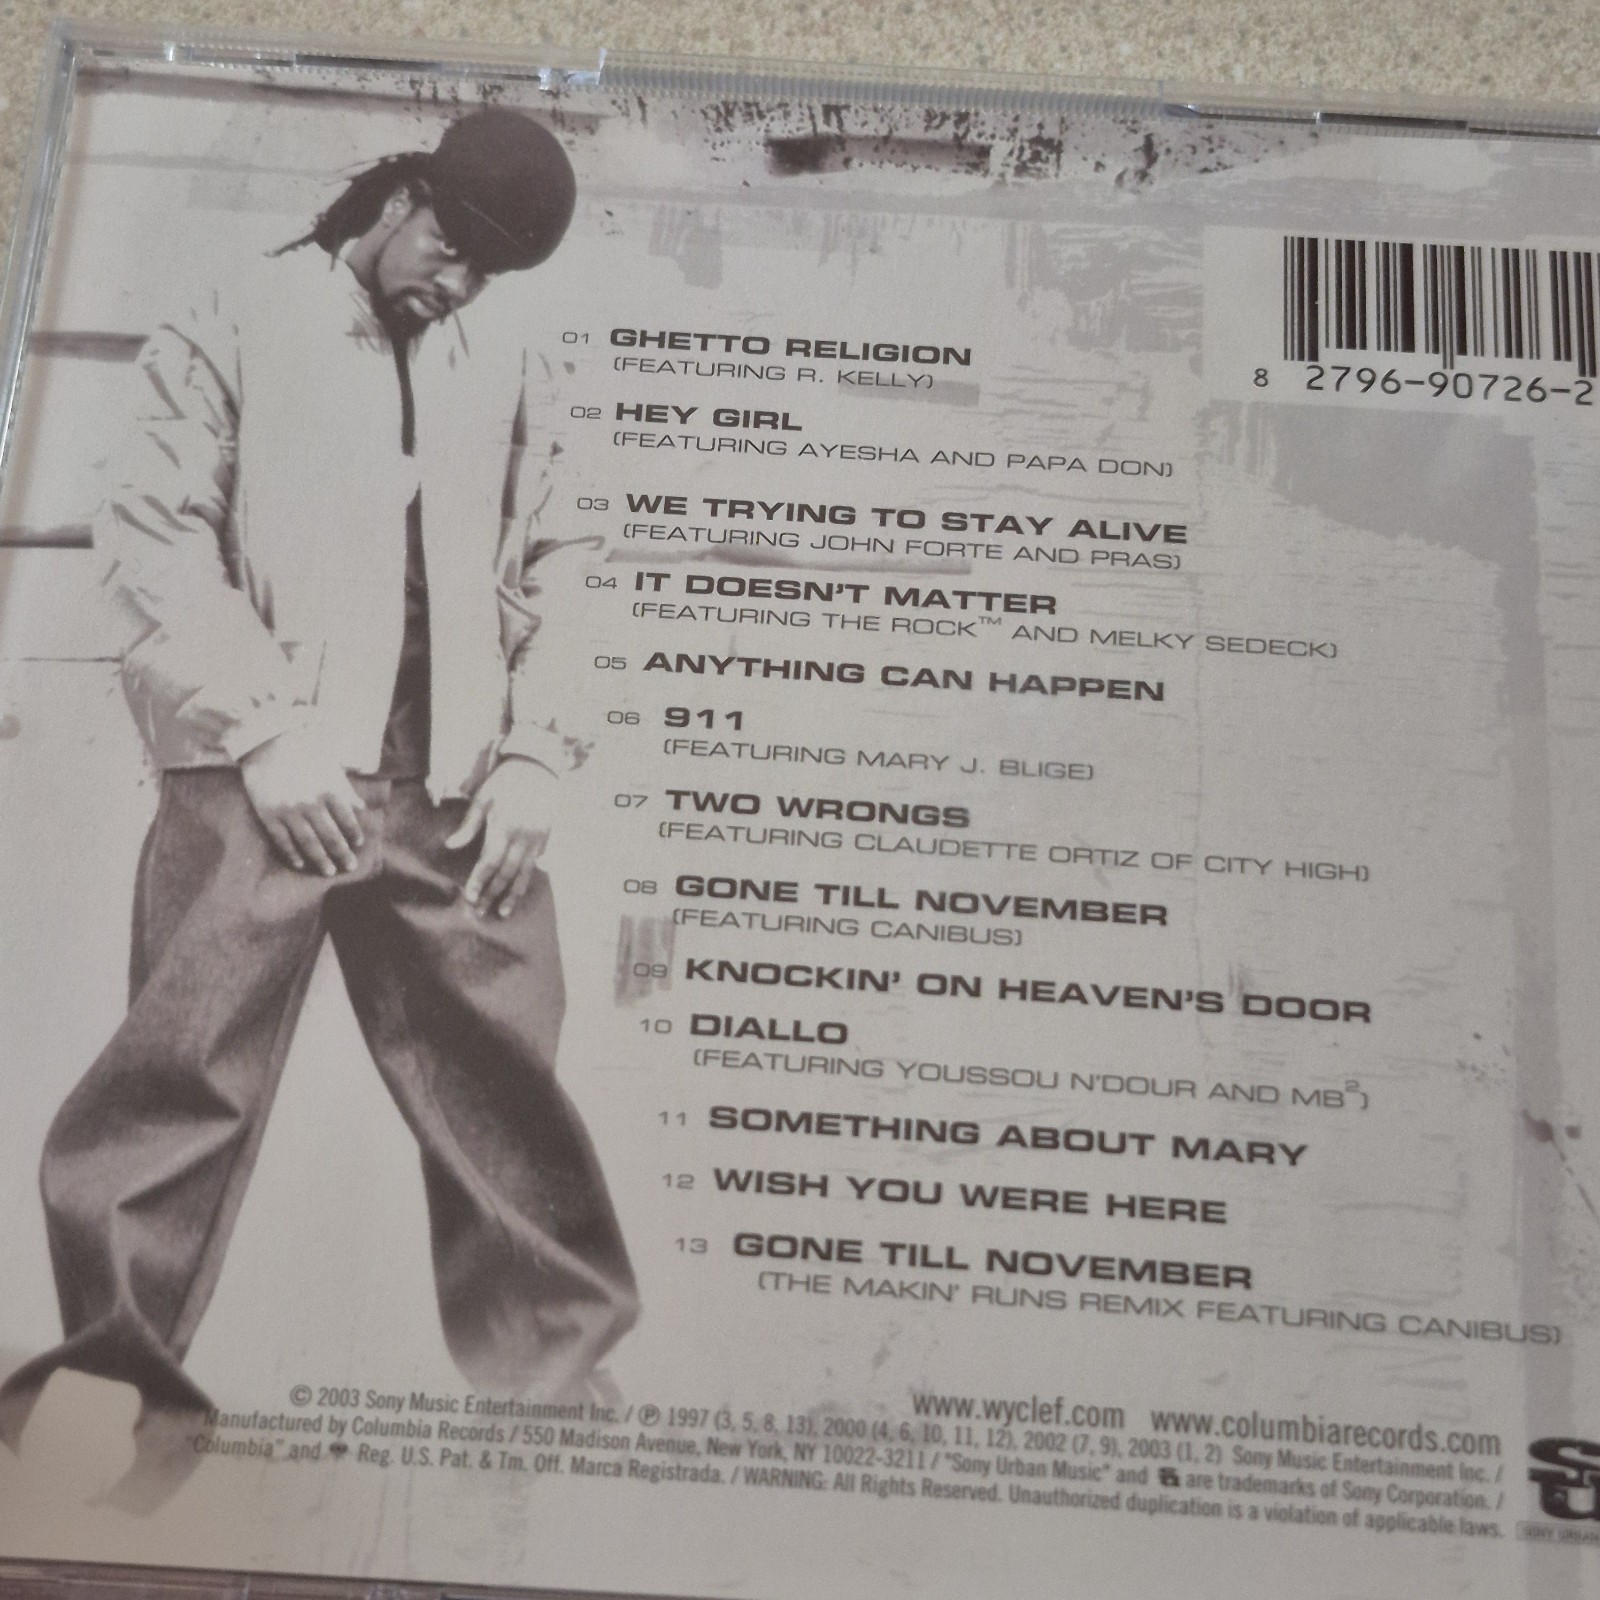 01 GHETTO RELIGION
(FEATURING R. KELLY)
02 HEY GIRL
(FEATURING AYESHA AND PAPA DON)
03 WE TRYING TO STAY ALIVE
(FEATURING JOHN FORTE AND PRAS)
04 IT DOESN'T MATTER
(FEATURING THE ROCK™ AND MELKY SEDECK)
05 ANYTHING CAN HAPPEN
06 911
(FEATURING MARY J. BLIGE)
07 TWO WRONGS
(FEATURING CLAUDETTE ORTIZ OF CITY HIGH)
08 GONE TILL NOVEMBER
(FEATURING CANIBUS)
09 KNOCKIN' ON HEAVEN'S DOOR
10 DIALLO
(FEATURING YOUSSOU N'DOUR AND MB²)
11 SOMETHING ABOUT MARY
12 WISH YOU WERE HERE
13 GONE TILL NOVEMBER
(THE MAKIN' RUNS REMIX FEATURING CANIBUS)
8 2796-90726-2
www.wyclef.com www.columbiarecords.com
© 2003 Sony Music Entertainment Inc. / ℗ 1997 (3, 5, 8, 13), 2000 (4, 6, 10, 11, 12), 2002 (7, 9), 2003 (1, 2) Sony Music Entertainment Inc. /
Manufactured by Columbia Records / 550 Madison Avenue, New York, NY 10022-3211 / "Sony Urban Music" and are trademarks of Sony Corporation. /
"Columbia" and Reg. U.S. Pat. & Tm. Off. Marca Registrada. / WARNING: All Rights Reserved. Unauthorized duplication is a violation of applicable laws.
SONY URBAN